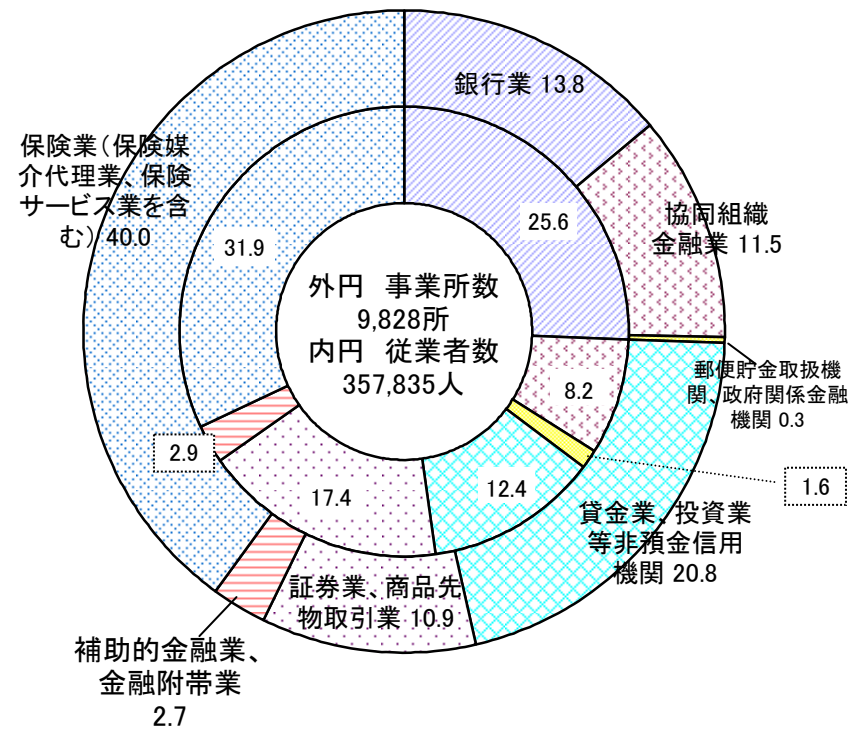 銀行業 13.8
協同組織
金融業 11.5
郵便貯金取扱機
関、政府関係金融
機関 0.3
貸金業、投資業
等非預金信用
機関 20.8
証券業、商品先
物取引業 10.9
補助的金融業、
金融附帯業
2.7
保険業(保険媒
介代理業、保険
サービス業を含
む) 40.0
25.6
8.2
1.6
12.4
17.4
2.9
31.9
外円 事業所数
9,828所
内円 従業者数
357,835人